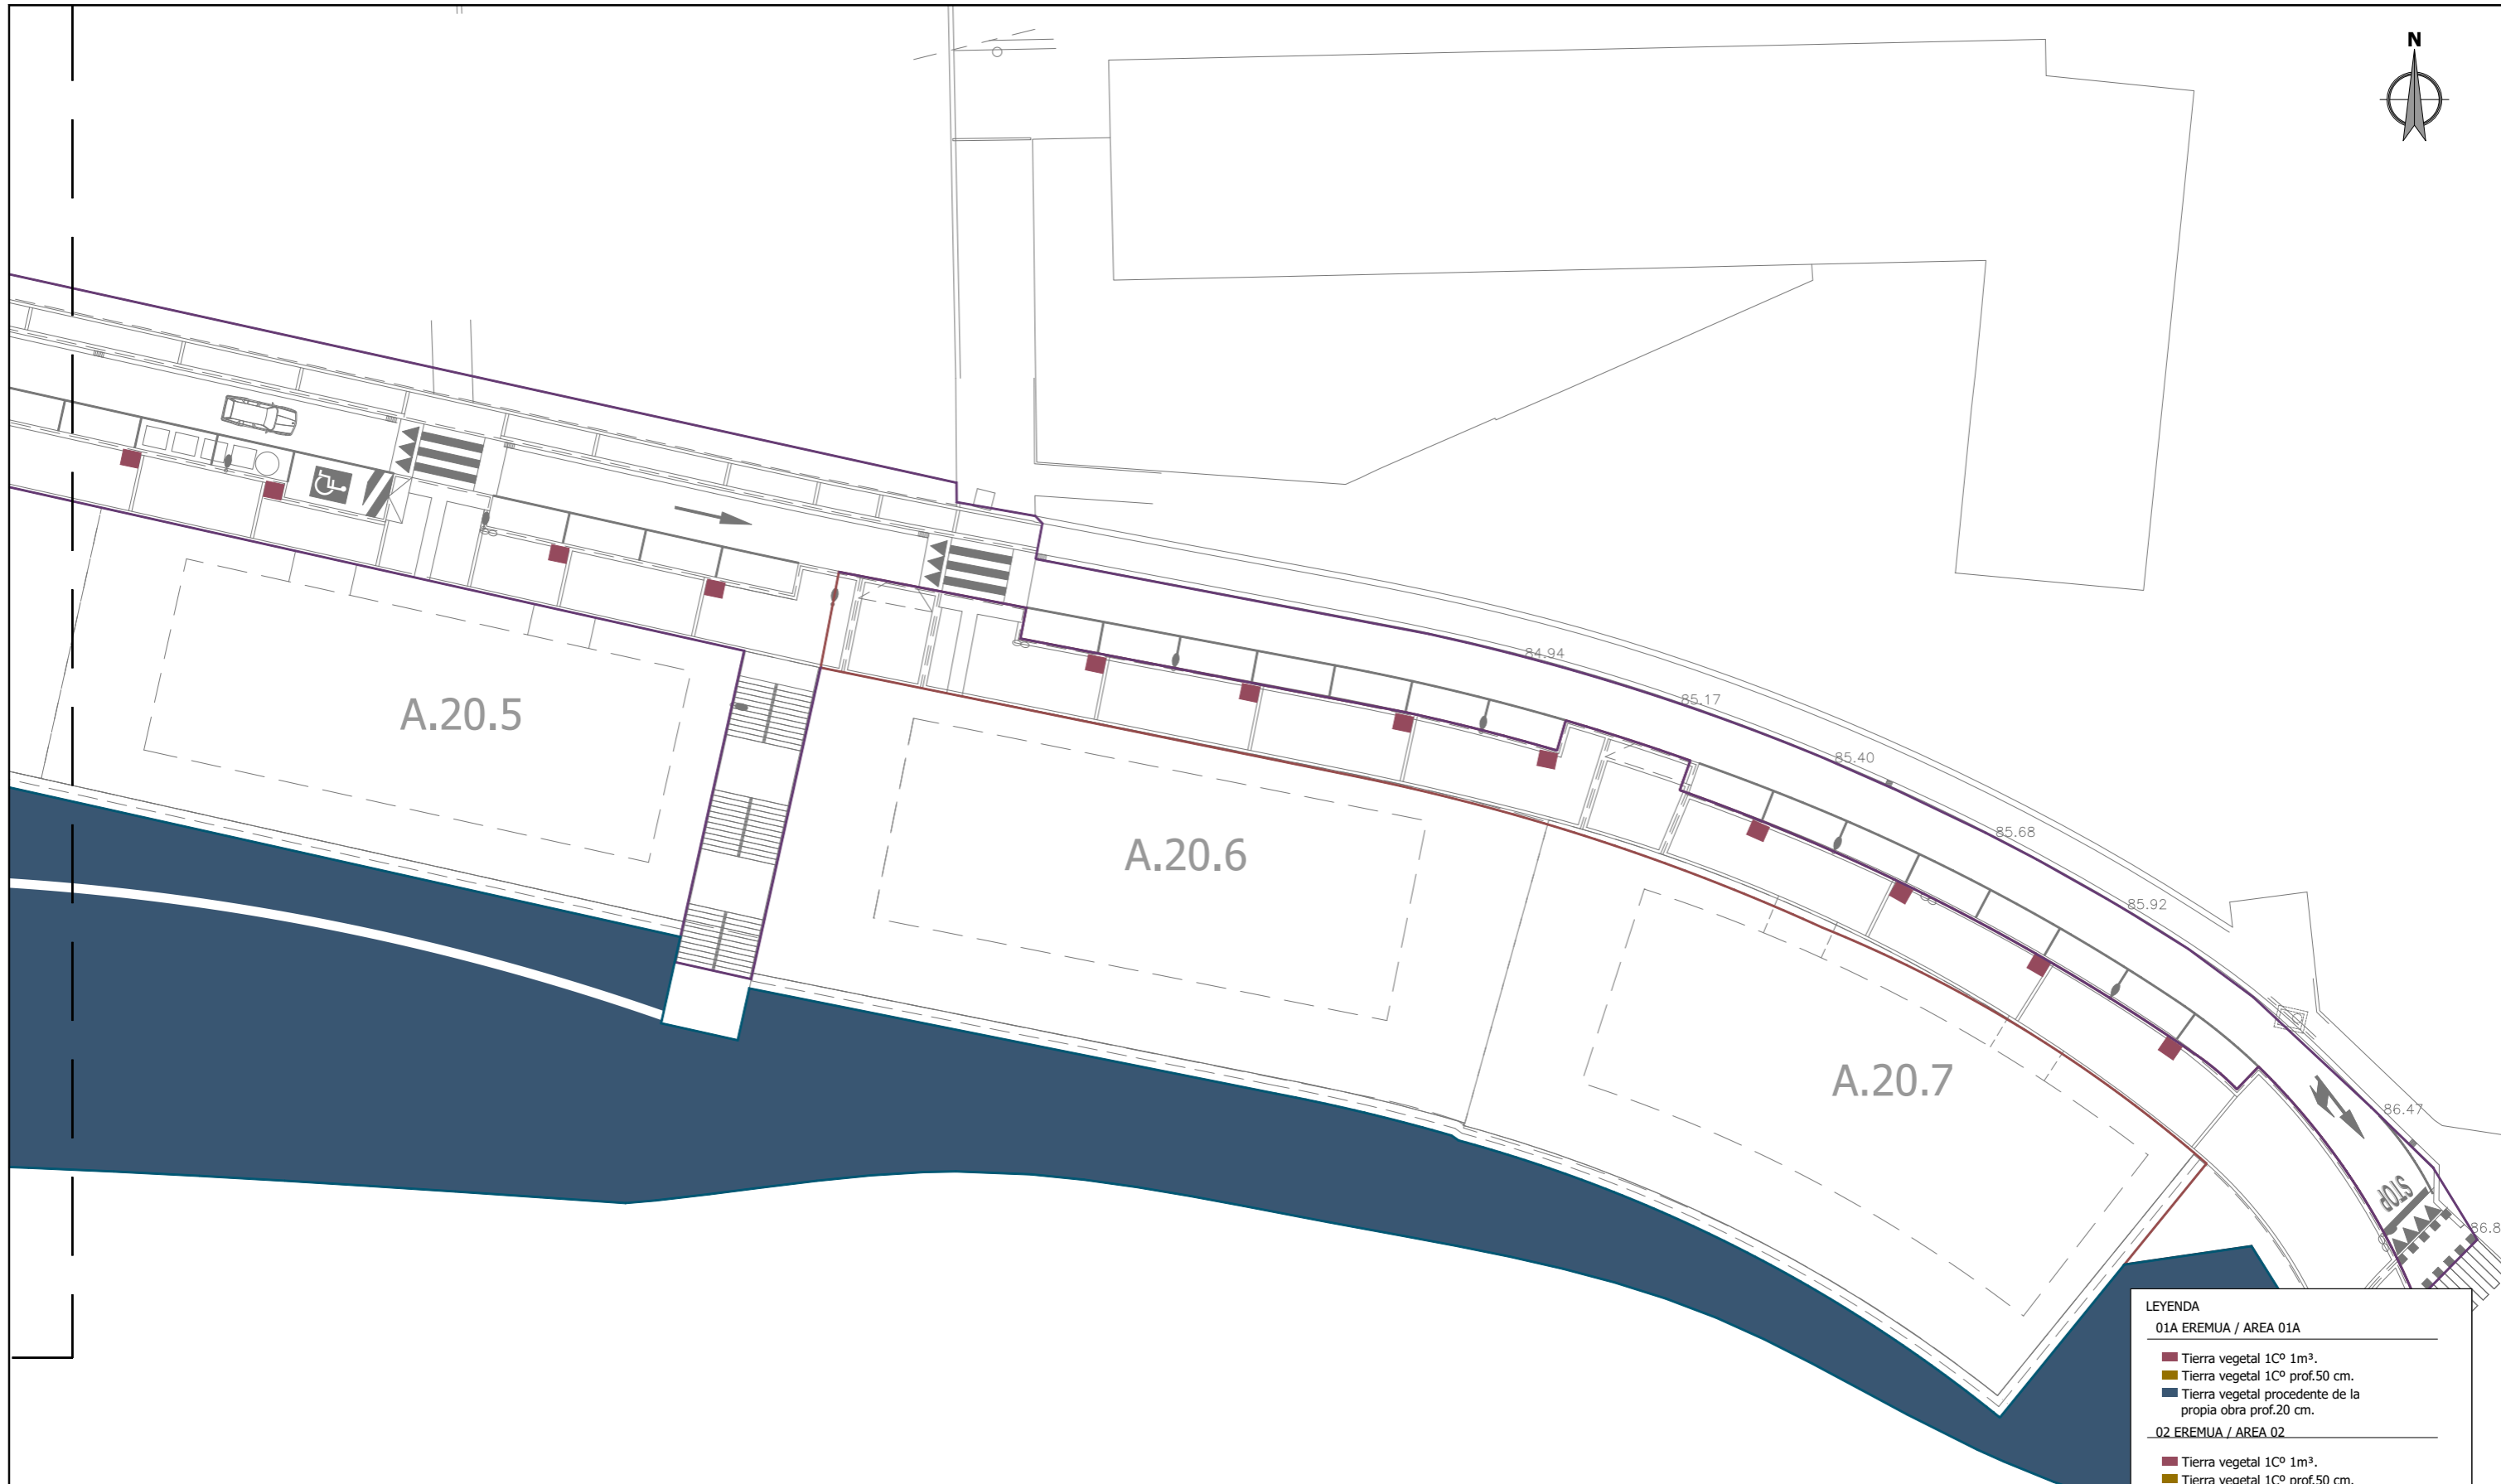 N
84.94
85.17
A.20.5
85.40
85.68
A.20.6
85.92
A.20.7
86.47
STOP
86.8
LEYENDA
01A EREMUA / AREA 01A
Tierra vegetal 1Cº 1m³.
Tierra vegetal 1Cº prof.50 cm.
Tierra vegetal procedente de la
propia obra prof.20 cm.
02 EREMUA / AREA 02
Tierra vegetal 1Cº 1m³.
Tierra vegetal 1Cº prof.50 cm.